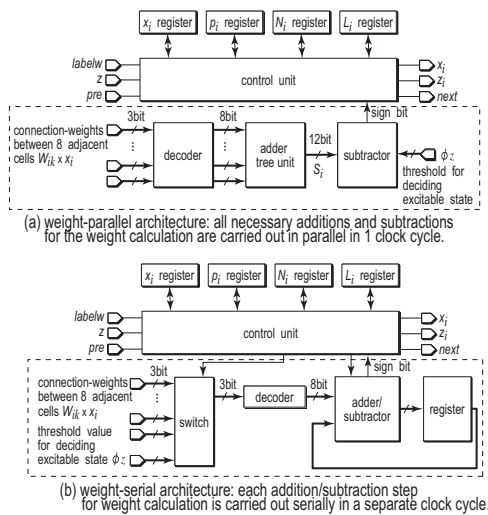 xi register pi register Ni register Li register
labelw
z
pre
control unit
xi
zi
next
sign bit
connection-weights
between 8 adjacent
cells Wik x xi
3bit
decoder
8bit
adder
tree unit
12bit
Si
subtractor
ϕz
threshold for
deciding
excitable state
(a) weight-parallel architecture: all necessary additions and subtractions
for the weight calculation are carried out in parallel in 1 clock cycle.
xi register pi register Ni register Li register
labelw
z
pre
control unit
xi
zi
next
sign bit
connection-weights
between 8 adjacent
cells Wik x xi
threshold value
for deciding
excitable state ϕz
3bit
switch
3bit
decoder
8bit
adder/
subtractor
register
(b) weight-serial architecture: each addition/subtraction step
for weight calculation is carried out serially in a separate clock cycle.